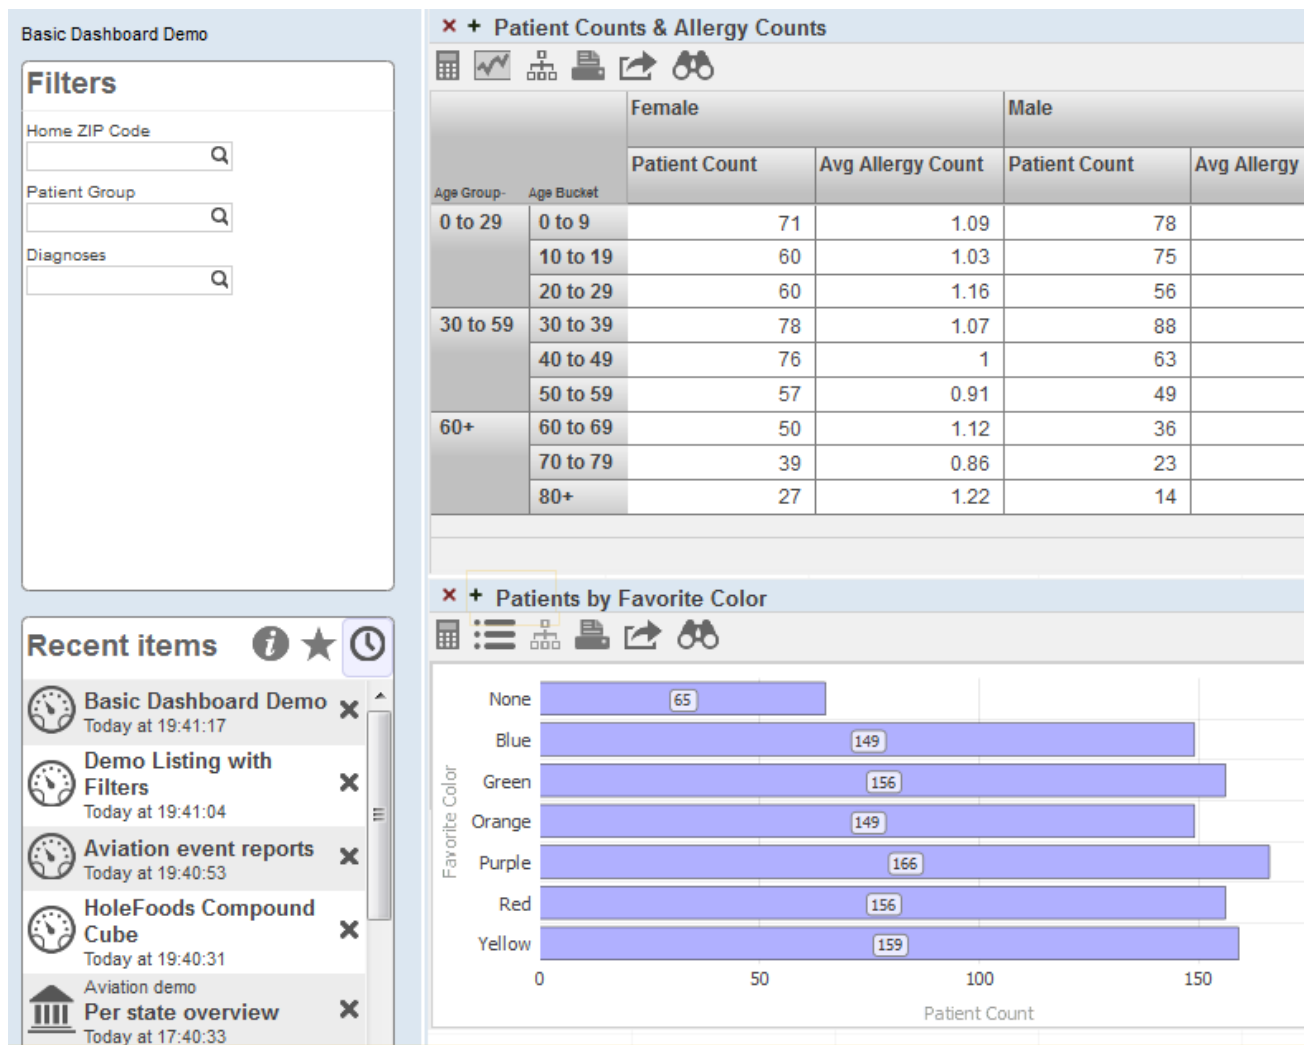 Basic Dashboard Demo
Filters
Home ZIP Code
Patient Group
Diagnoses
Recent items
Basic Dashboard Demo
Today at 19:41:17
Demo Listing with
Filters
Today at 19:41:04
Aviation event reports
Today at 19:40:53
HoleFoods Compound
Cube
Today at 19:40:31
Aviation demo
Per state overview
Today at 17:40:33
Patient Counts & Allergy Counts
Female Male
Age Group- Age Bucket Patient Count Avg Allergy Count Patient Count Avg Allergy
0 to 29 0 to 9 71 1.09 78
10 to 19 60 1.03 75
20 to 29 60 1.16 56
30 to 59 30 to 39 78 1.07 88
40 to 49 76 1 63
50 to 59 57 0.91 49
60+ 60 to 69 50 1.12 36
70 to 79 39 0.86 23
80+ 27 1.22 14
Patients by Favorite Color
Favorite Color
None 65
Blue 149
Green 156
Orange 149
Purple 166
Red 156
Yellow 159
0 50 100 150
Patient Count